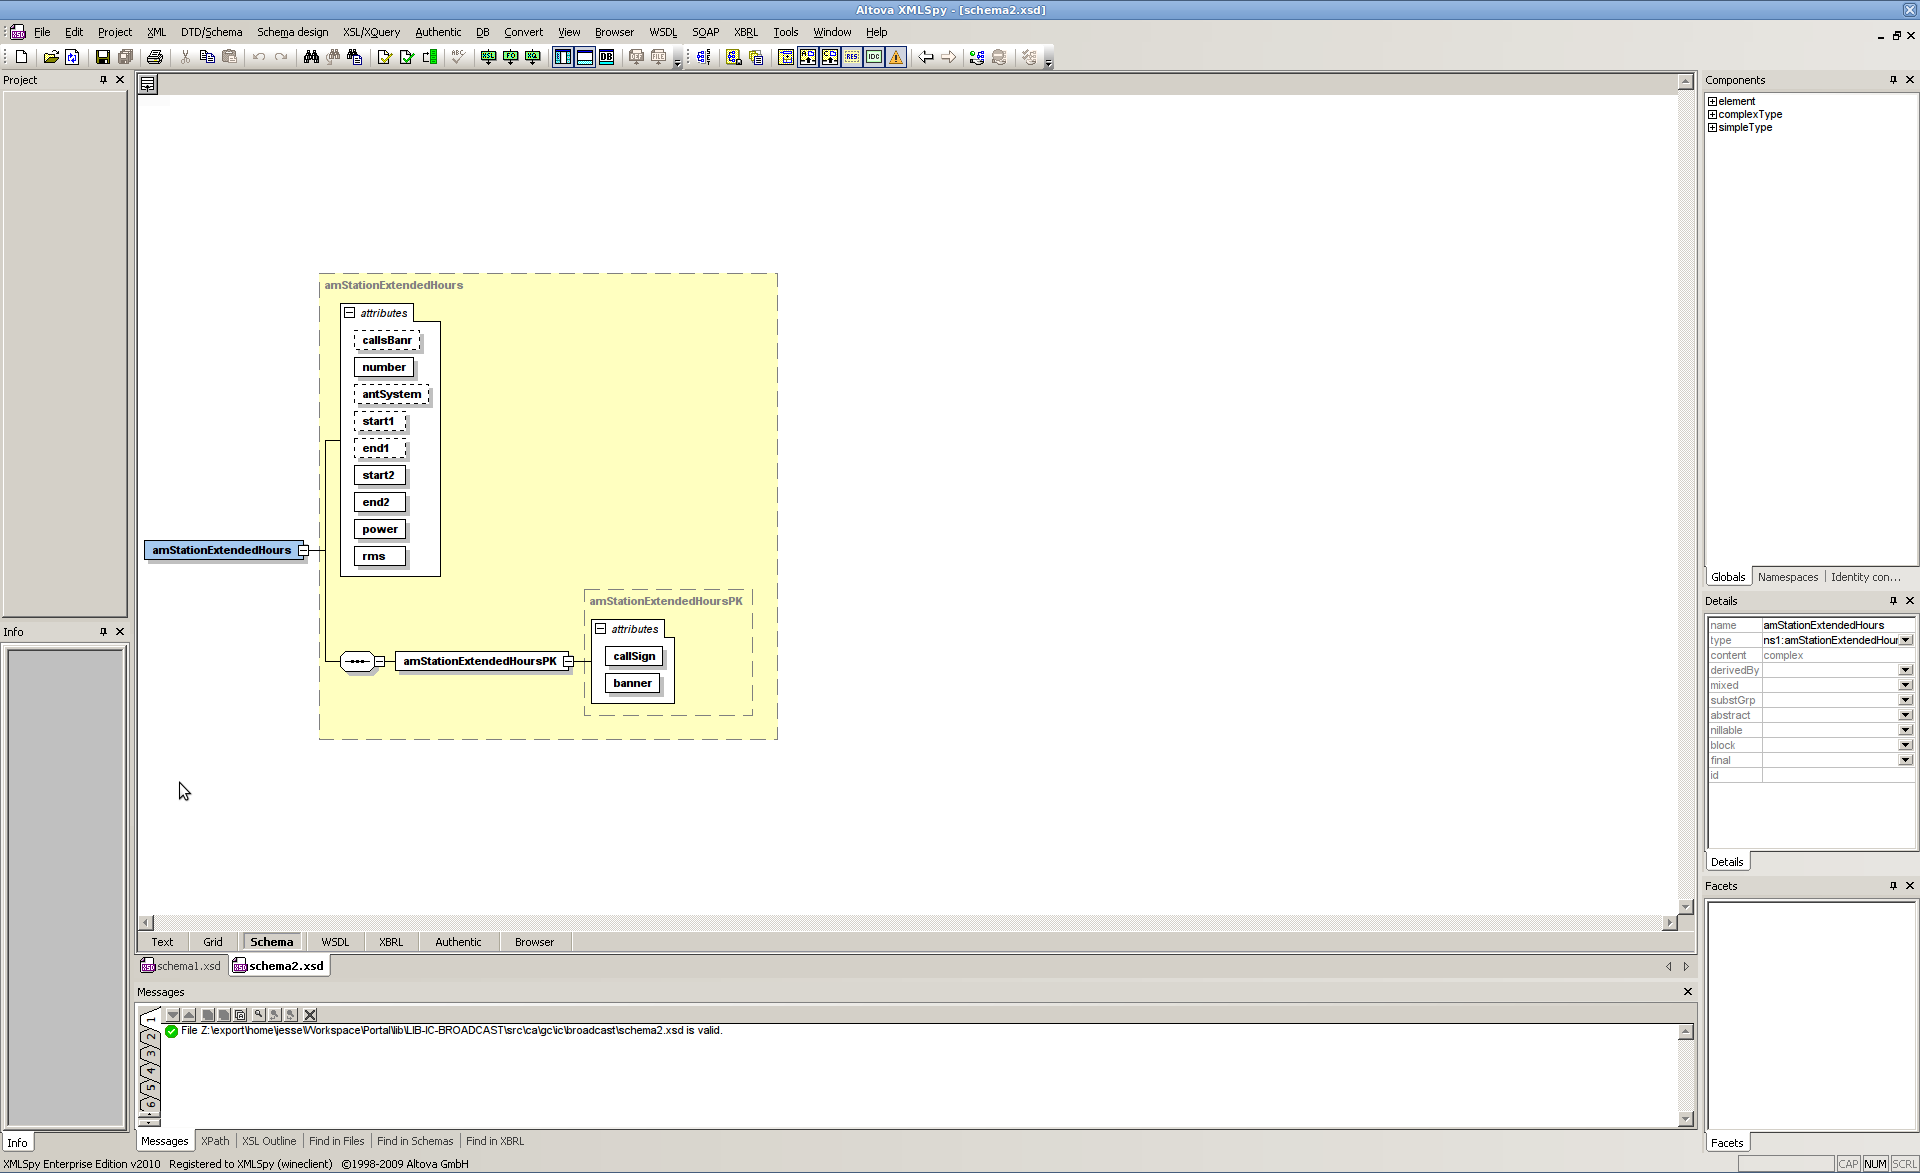 Altova XMLSpy - [schema2.xsd]
File Edit Project XML DTD/Schema Schema design XSL/XQuery Authentic DB Convert View Browser WSDL SOAP XBRL Tools Window Help
Project
Info
Info
amStationExtendedHours
attributes
callsBanr
number
antSystem
start1
end1
start2
end2
power
rms
amStationExtendedHours
amStationExtendedHoursPK
amStationExtendedHoursPK
attributes
callSign
banner
Text Grid Schema WSDL XBRL Authentic Browser
schema1.xsd schema2.xsd
Messages
1
2
3
4
5
6
File Z:\export\home\jesse\Workspace\Portal\lib\LIB-IC-BROADCAST\src\ca\gc\ic\broadcast\schema2.xsd is valid.
Messages XPath XSL Outline Find in Files Find in Schemas Find in XBRL
Components
element
complexType
simpleType
Globals Namespaces Identity con...
Details
name amStationExtendedHours
type ns1:amStationExtendedHour
content complex
derivedBy
mixed
substGrp
abstract
nillable
block
final
id
Details
Facets
Facets
XMLSpy Enterprise Edition v2010 Registered to XMLSpy (wineclient) ©1998-2009 Altova GmbH
CAP NUM SCRL